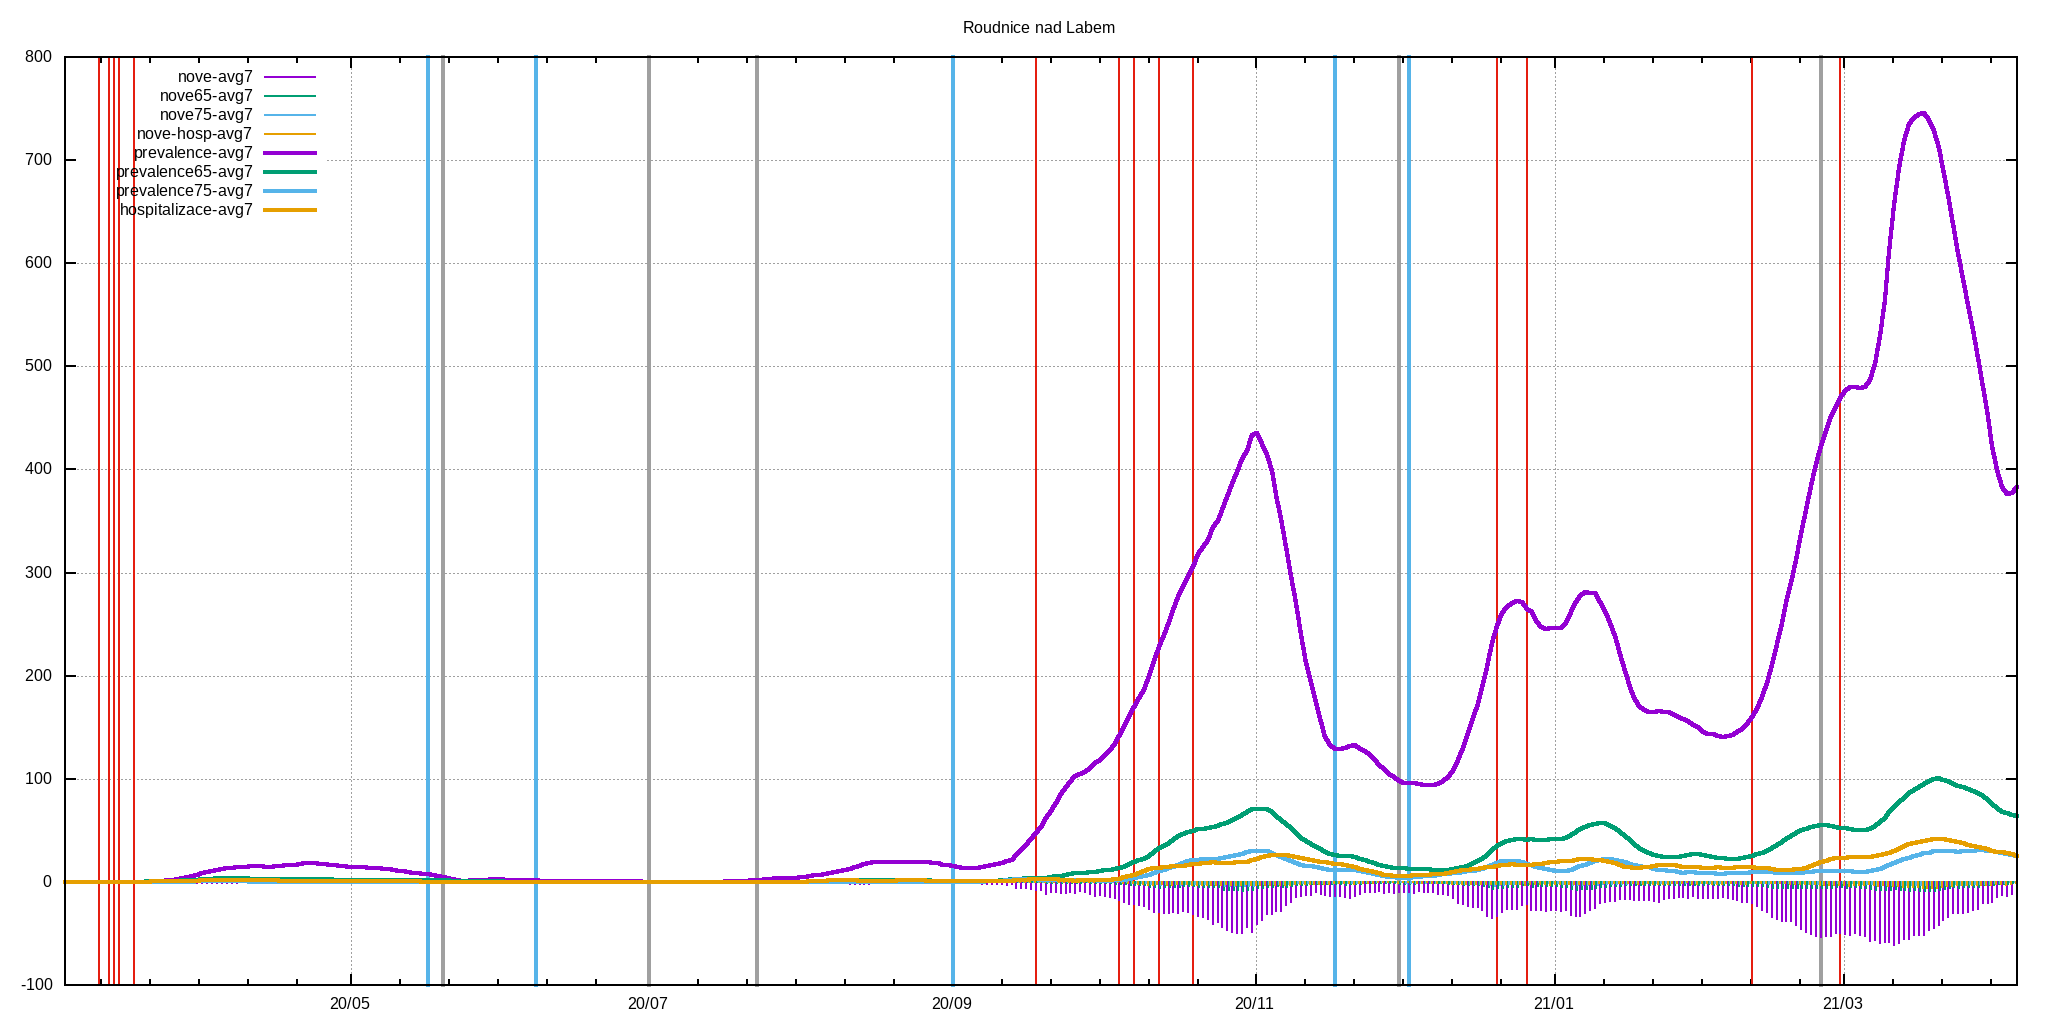 Roudnice nad Labem
800
700
600
500
400
300
200
100
0
-100
nove-avg7
nove65-avg7
nove75-avg7
nove-hosp-avg7
prevalence-avg7
prevalence65-avg7
prevalence75-avg7
hospitalizace-avg7
20/05
20/07
20/09
20/11
21/01
21/03